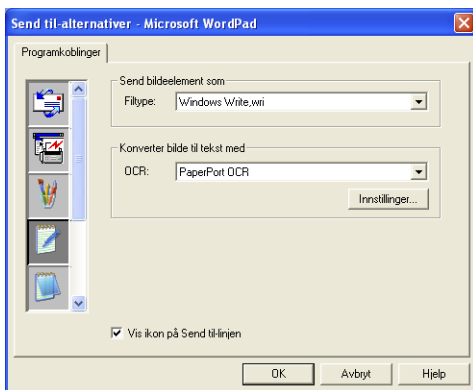 Send til-alternativer - Microsoft WordPad
Programkoblinger
Send bildeelement som
Filtype: Windows Write,wri
Konverter bilde til tekst med
OCR: PaperPort OCR
Innstillinger...
Vis ikon på Send til-linjen
OK Avbryt Hjelp